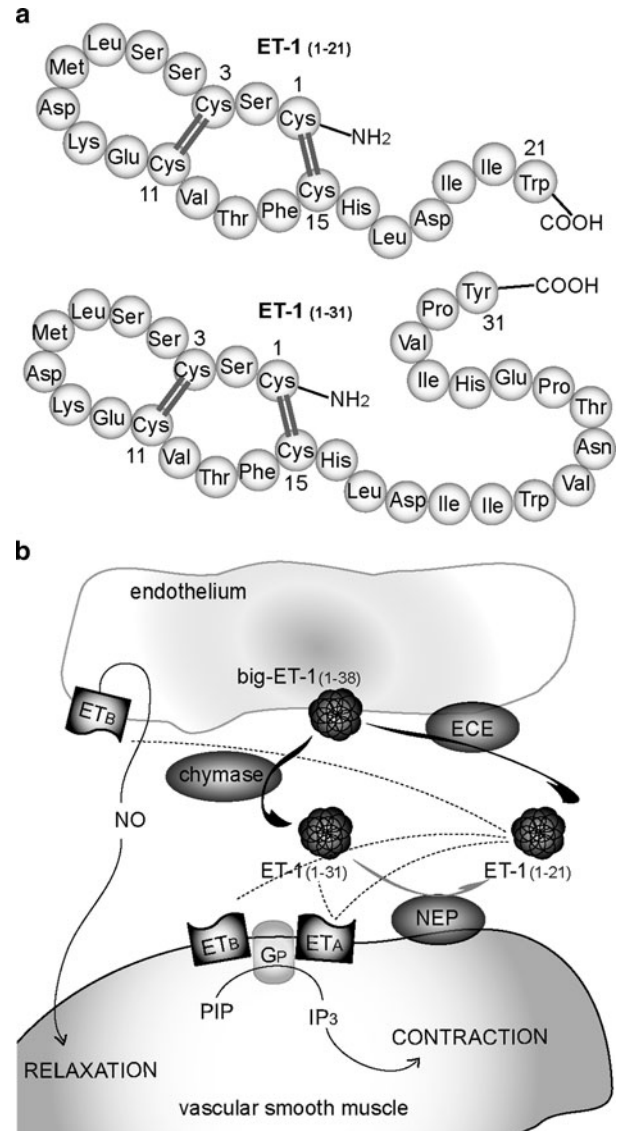 a
ET-1 (1-21)
Met Leu Ser Ser 3 1
Cys Ser Cys
NH2
Asp Lys Glu Cys
11 Val Thr Phe Cys
15 His Leu Asp Ile Ile 21
Trp
COOH
ET-1 (1-31)
Met Leu Ser Ser 3 1
Cys Ser Cys
NH2
Asp Lys Glu Cys
11 Val Thr Phe Cys
15 His Leu Asp Ile Ile Trp Val
Asn Thr Pro Glu His Ile
Val Pro Tyr COOH
31
b
endothelium
big-ET-1(1-38)
ETB
ECE
chymase
NO
ET-1(1-31)
ET-1(1-21)
NEP
ETB GP ETA
PIP IP3
CONTRACTION
RELAXATION
vascular smooth muscle